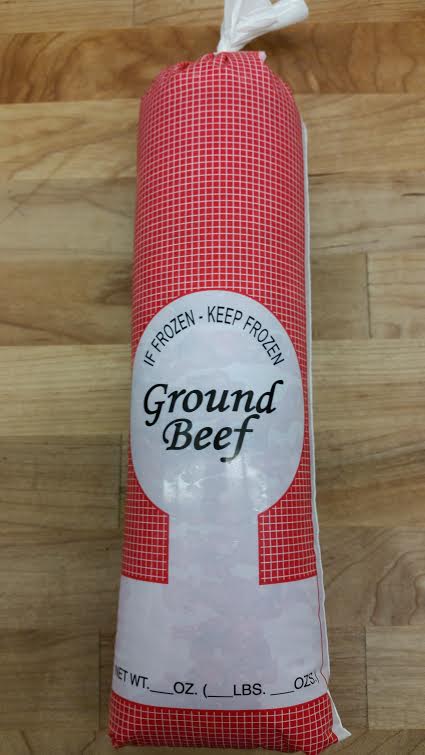 IF FROZEN - KEEP FROZEN
Ground
Beef
NET WT.___OZ. (___LBS. ___OZS.)